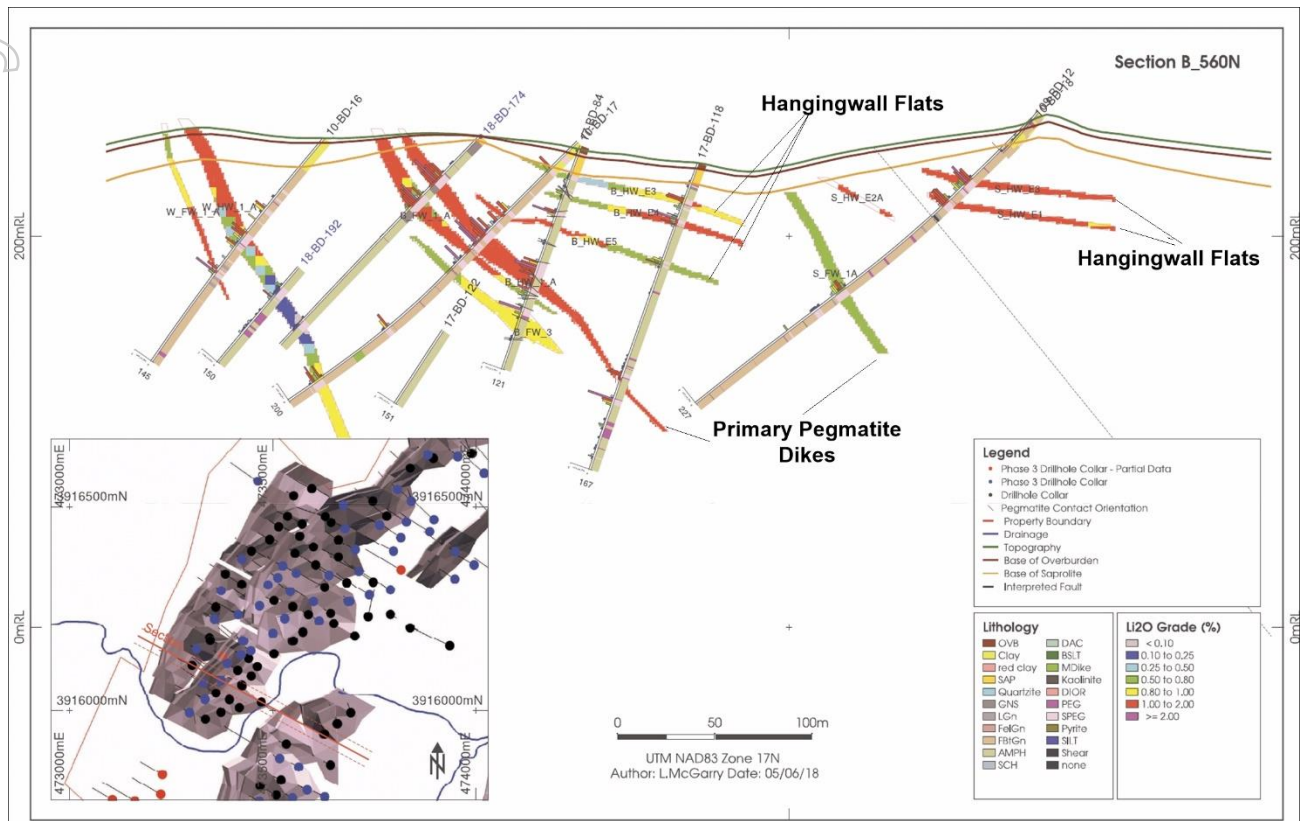 Section B_560N
Hangingwall Flats
10-BD-16
18-BD-174
17-BD-84
17-BD-118
W_FW_1_A
W_HW_1_A
18-BD-192
B_HW_E3
B_HW_E5
S_HW_E2A
S_HW_E1
200mRL
200mRL
Hangingwall Flats
17-BD-122
B_HW_1_A
S_FW_1A
B_FW_3
145
150
200
151
121
167
227
Primary Pegmatite
Dikes
473000mE
474000mE
3916500mN
3916500mN
3916000mN
3916000mN
473000mE
474000mE
N
0mRL
0mRL
0 50 100m
UTM NAD83 Zone 17N
Author: L.McGarry Date: 05/06/18
Legend
Phase 3 Drillhole Collar - Partial Data
Phase 3 Drillhole Collar
Drillhole Collar
Pegmatite Contact Orientation
Property Boundary
Drainage
Topography
Base of Overburden
Base of Saprolite
Interpreted Fault
Lithology
OVB DAC
Clay BSLT
red clay MDike
SAP Kaolinite
Quartzite DIOR
GNS PEG
LGn SPEG
FelGn Pyrite
FBtGn SILT
AMPH Shear
SCH none
Li2O Grade (%)
< 0.10
0.10 to 0.25
0.25 to 0.50
0.50 to 0.80
0.80 to 1.00
1.00 to 2.00
>= 2.00